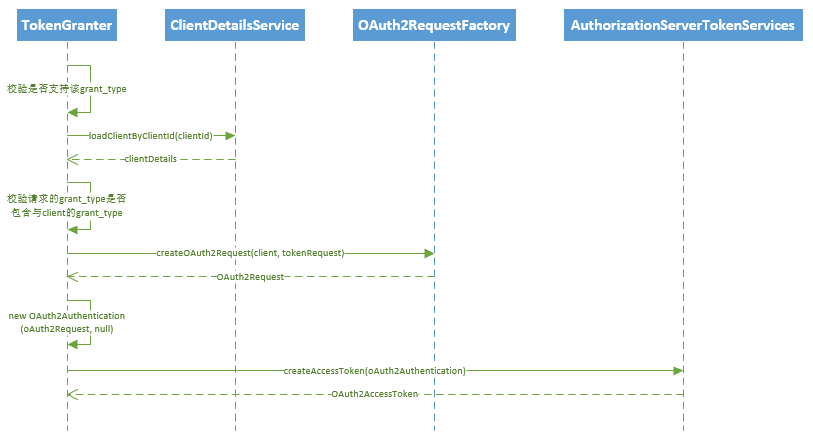 TokenGranter
ClientDetailsService
OAuth2RequestFactory
AuthorizationServerTokenServices
校验是否支持该grant_type
loadClientByClientId(clientId)
clientDetails
校验请求的grant_type是否
包含与client的grant_type
createOAuth2Request(client, tokenRequest)
OAuth2Request
new OAuth2Authentication
(oAuth2Request, null)
createAccessToken(oAuth2Authentication)
OAuth2AccessToken